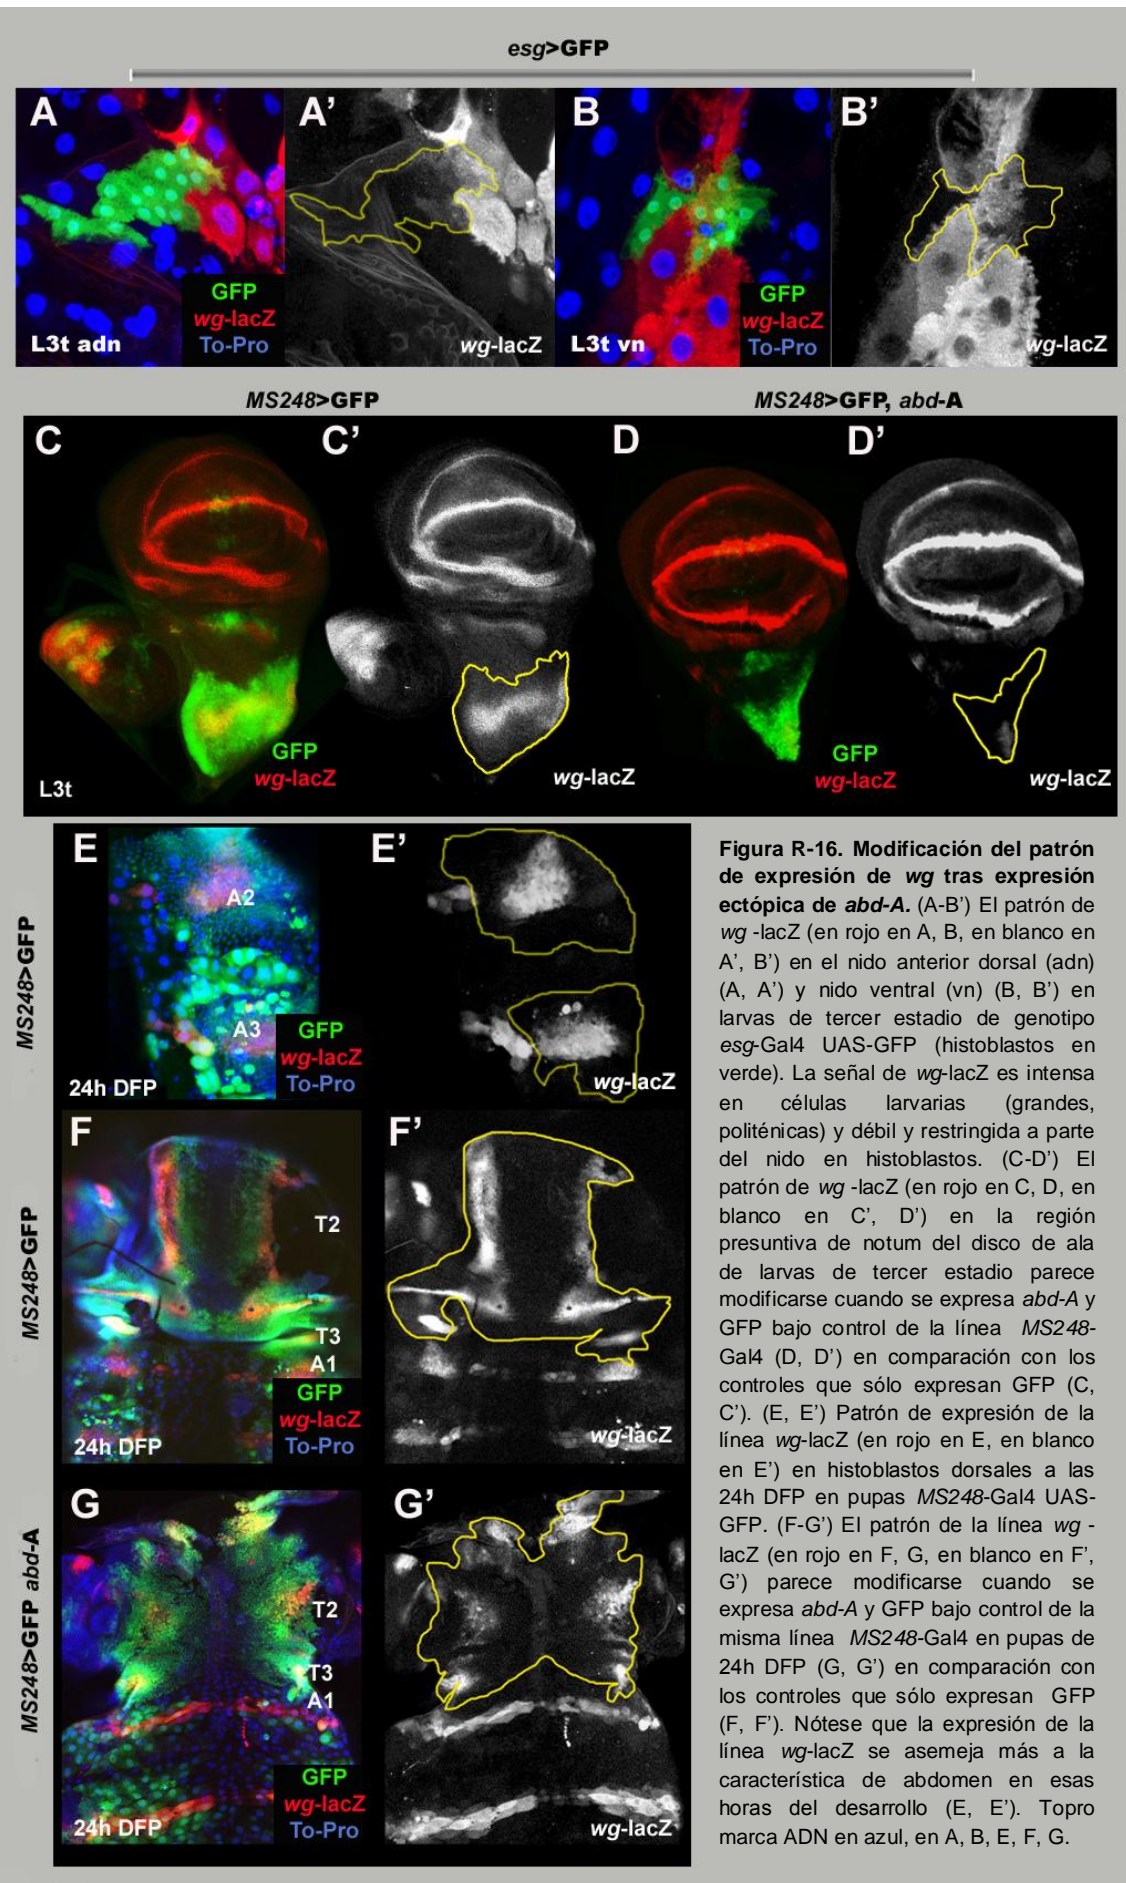 esg>GFP
A
A’
B
B’
GFP
wg-lacZ
To-Pro
L3t adn
wg-lacZ
GFP
wg-lacZ
To-Pro
L3t vn
wg-lacZ
MS248>GFP
MS248>GFP, abd-A
C
C’
D
D’
GFP
wg-lacZ
L3t
wg-lacZ
GFP
wg-lacZ
wg-lacZ
MS248>GFP
E
E’
A2
A3
GFP
wg-lacZ
To-Pro
24h DFP
wg-lacZ
MS248>GFP
F
F’
T2
T3
A1
GFP
wg-lacZ
To-Pro
24h DFP
wg-lacZ
MS248>GFP abd-A
G
G’
T2
T3
A1
GFP
wg-lacZ
To-Pro
24h DFP
wg-lacZ
Figura R-16. Modificación del patrón
de expresión de wg tras expresión
ectópica de abd-A. (A-B’) El patrón de
wg -lacZ (en rojo en A, B, en blanco en
A’, B’) en el nido anterior dorsal (adn)
(A, A’) y nido ventral (vn) (B, B’) en
larvas de tercer estadio de genotipo
esg-Gal4 UAS-GFP (histoblastos en
verde). La señal de wg-lacZ es intensa
en células larvarias (grandes,
politénicas) y débil y restringida a parte
del nido en histoblastos. (C-D’) El
patrón de wg -lacZ (en rojo en C, D, en
blanco en C’, D’) en la región
presuntiva de notum del disco de ala
de larvas de tercer estadio parece
modificarse cuando se expresa abd-A y
GFP bajo control de la línea MS248-
Gal4 (D, D’) en comparación con los
controles que sólo expresan GFP (C,
C’). (E, E’) Patrón de expresión de la
línea wg-lacZ (en rojo en E, en blanco
en E’) en histoblastos dorsales a las
24h DFP en pupas MS248-Gal4 UAS-
GFP. (F-G’) El patrón de la línea wg -
lacZ (en rojo en F, G, en blanco en F’,
G’) parece modificarse cuando se
expresa abd-A y GFP bajo control de la
misma línea MS248-Gal4 en pupas de
24h DFP (G, G’) en comparación con
los controles que sólo expresan GFP
(F, F’). Nótese que la expresión de la
línea wg-lacZ se asemeja más a la
característica de abdomen en esas
horas del desarrollo (E, E’). Topro
marca ADN en azul, en A, B, E, F, G.